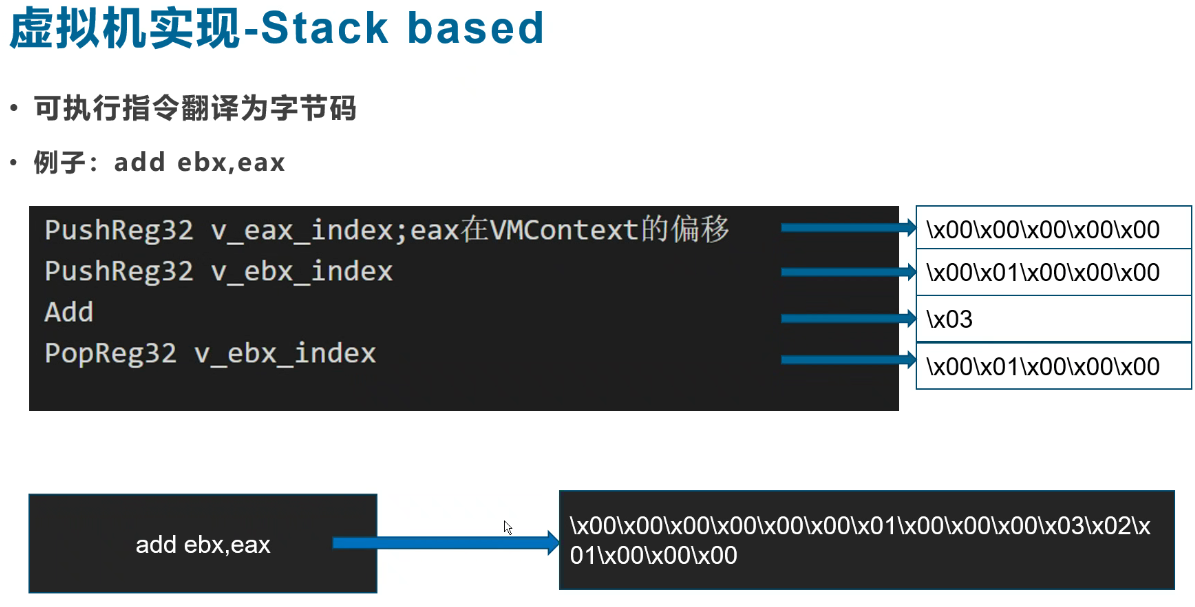 虚拟机实现-Stack based
• 可执行指令翻译为字节码
• 例子：add ebx,eax
PushReg32 v_eax_index;eax在VMContext的偏移
\x00\x00\x00\x00\x00
PushReg32 v_ebx_index
\x00\x01\x00\x00\x00
Add
\x03
PopReg32 v_ebx_index
\x00\x01\x00\x00\x00
add ebx,eax
\x00\x00\x00\x00\x00\x00\x01\x00\x00\x00\x03\x02\x
01\x00\x00\x00